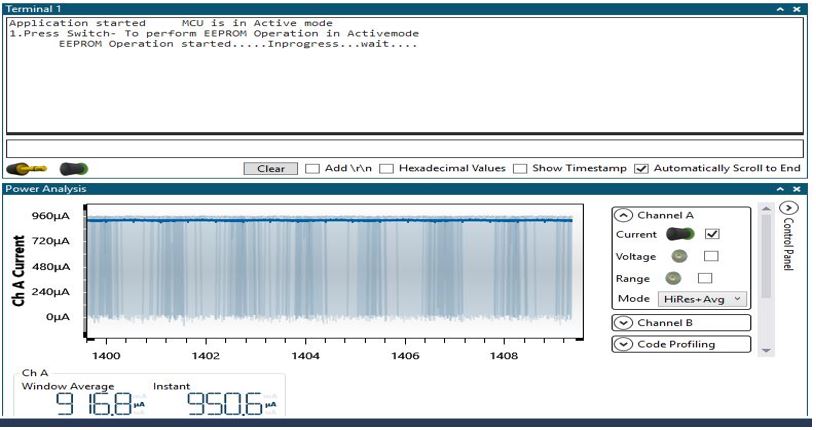 Terminal 1
Application started MCU is in Active mode
1.Press Switch- To perform EEPROM Operation in Activemode
EEPROM Operation started.....Inprogress...wait....
Clear Add \r\n Hexadecimal Values Show Timestamp Automatically Scroll to End
Power Analysis
Ch A Current
960µA
720µA
480µA
240µA
0µA
1400 1402 1404 1406 1408
Channel A
Current
Voltage
Range
Mode HiRes+Avg
Channel B
Code Profiling
Control Panel
Ch A
Window Average Instant
916.8 µA 950.6 µA